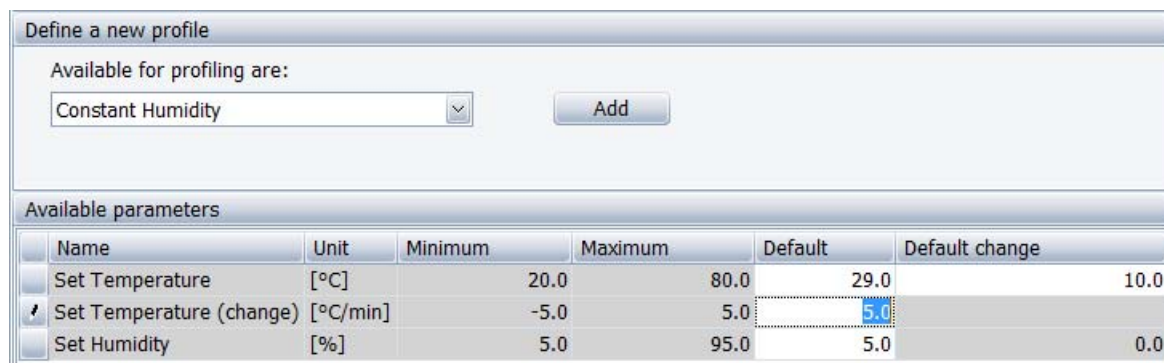 Define a new profile
Available for profiling are:
Constant Humidity Add
Available parameters
Name Unit Minimum Maximum Default Default change
Set Temperature [°C] 20.0 80.0 29.0 10.0
Set Temperature (change) [°C/min] -5.0 5.0 5.0
Set Humidity [%] 5.0 95.0 5.0 0.0